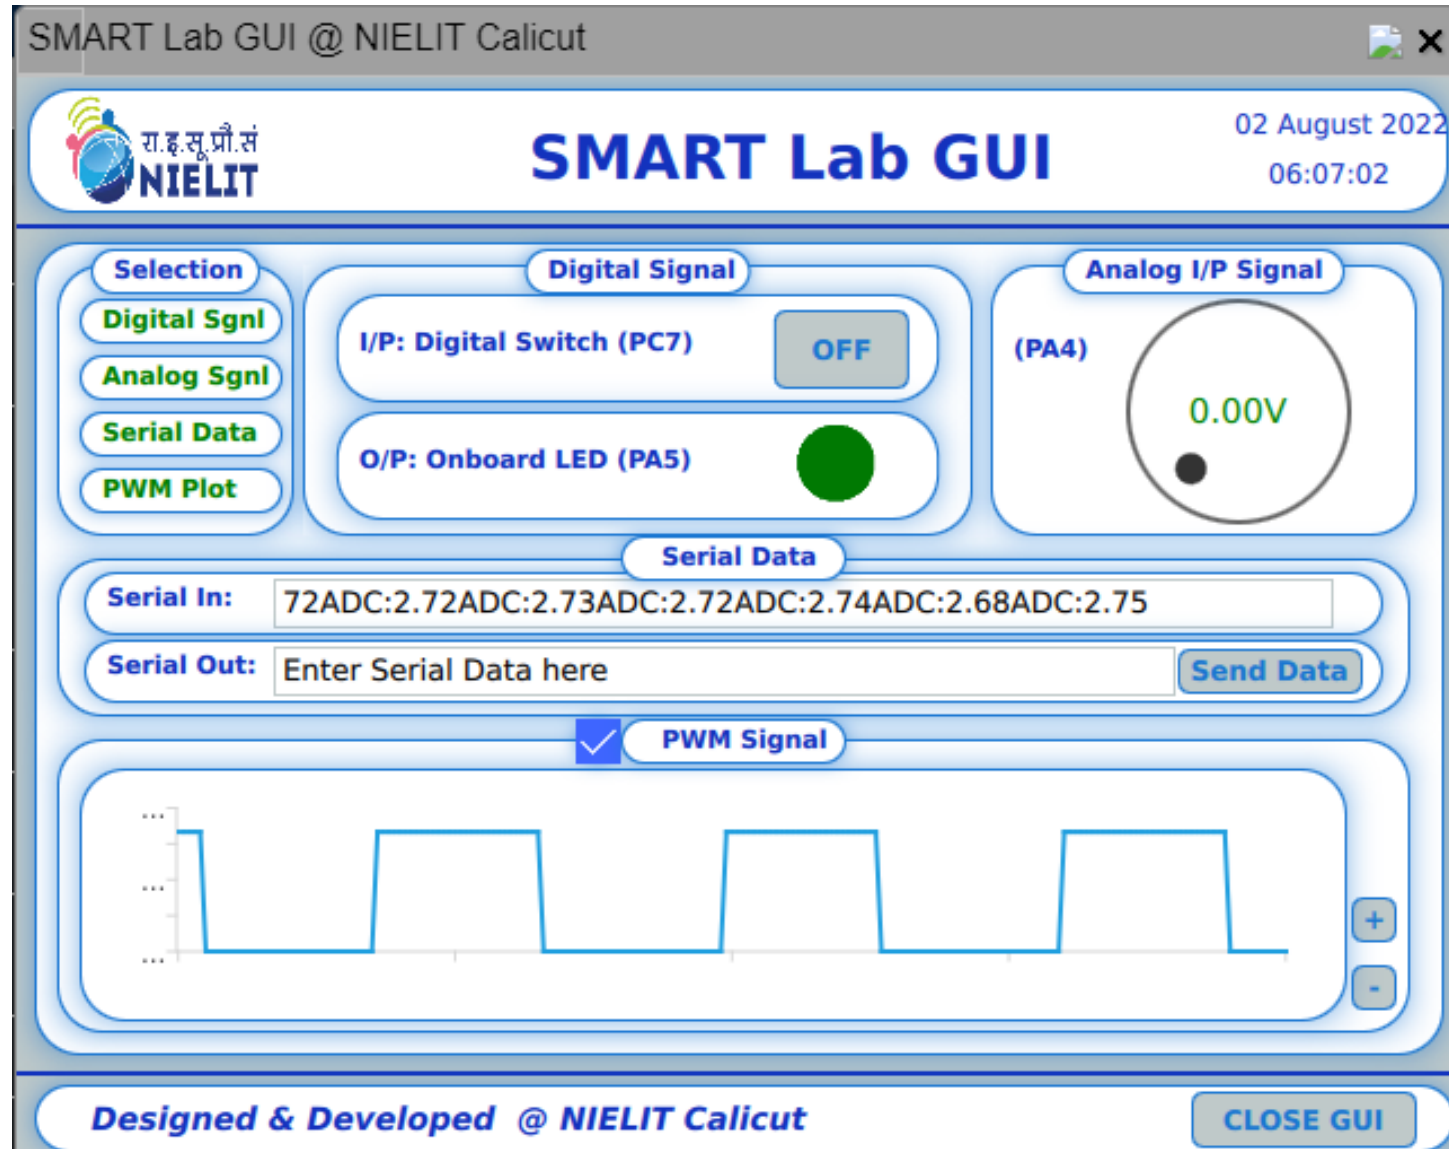 SMART Lab GUI @ NIELIT Calicut
रा.इ.सू.प्रौ.सं
NIELIT
SMART Lab GUI
02 August 2022
06:07:02
Selection
Digital Sgnl
Analog Sgnl
Serial Data
PWM Plot
Digital Signal
I/P: Digital Switch (PC7)
OFF
O/P: Onboard LED (PA5)
Analog I/P Signal
(PA4)
0.00V
Serial Data
Serial In:
72ADC:2.72ADC:2.73ADC:2.72ADC:2.74ADC:2.68ADC:2.75
Serial Out:
Enter Serial Data here
Send Data
PWM Signal
...
...
...
+
-
Designed & Developed @ NIELIT Calicut
CLOSE GUI